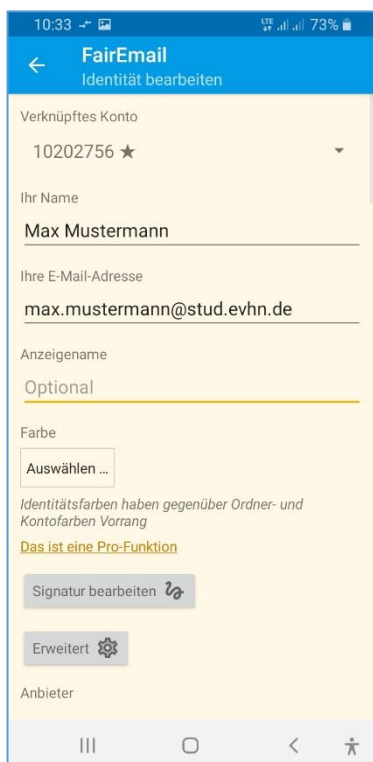 10:33 LTE 73%
FairEmail
Identität bearbeiten
Verknüpftes Konto
10202756 ★
Ihr Name
Max Mustermann
Ihre E-Mail-Adresse
max.mustermann@stud.evhn.de
Anzeigename
Optional
Farbe
Auswählen ...
Identitätsfarben haben gegenüber Ordner- und
Kontofarben Vorrang
Das ist eine Pro-Funktion
Signatur bearbeiten
Erweitert
Anbieter